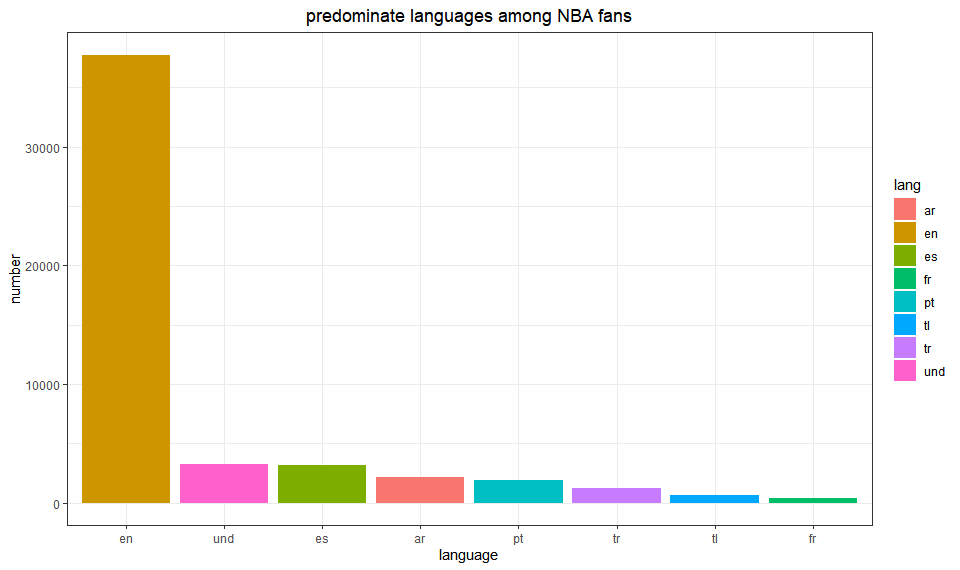 predominate languages among NBA fans
number
30000
20000
10000
0
en und es ar pt tr tl fr
language
lang
ar
en
es
fr
pt
tl
tr
und